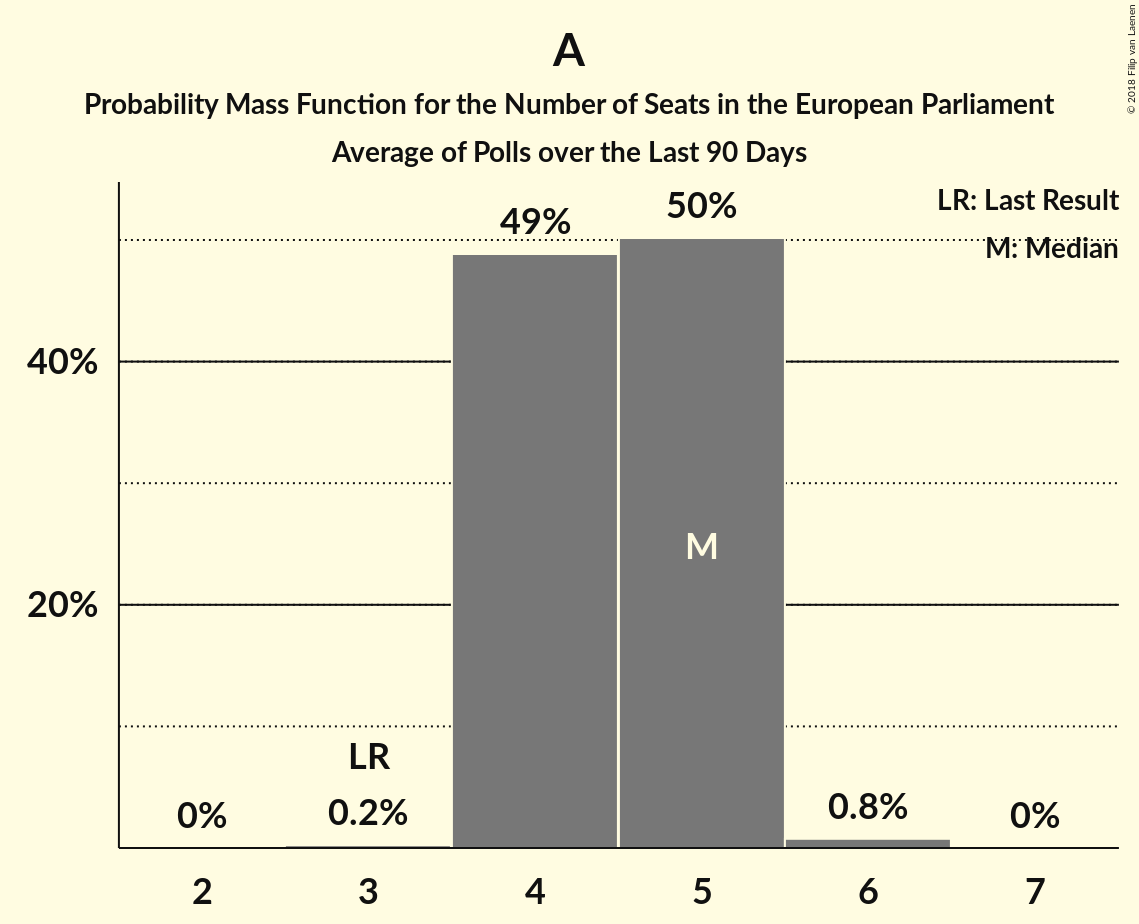 A
Probability Mass Function for the Number of Seats in the European Parliament
Average of Polls over the Last 90 Days
© 2018 Filip van Laenen
LR: Last Result
M: Median
49%
50%
40%
M
20%
LR
0%
0.2%
0.8%
0%
2
3
4
5
6
7